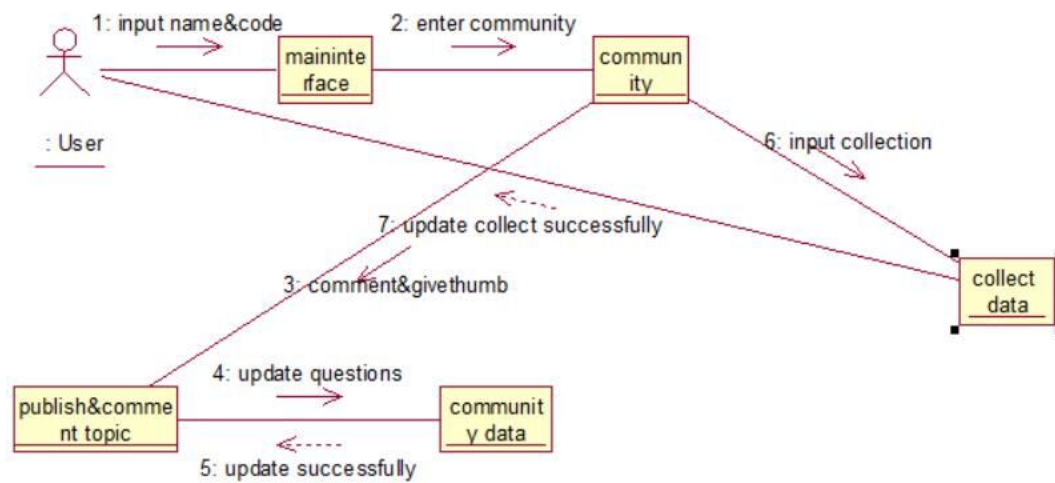 1: input name&code
2: enter community
maininte
rface
commun
ity
: User
6: input collection
7: update collect successfully
3: comment&givethumb
collect
data
4: update questions
publish&comme
nt topic
communit
y data
5: update successfully